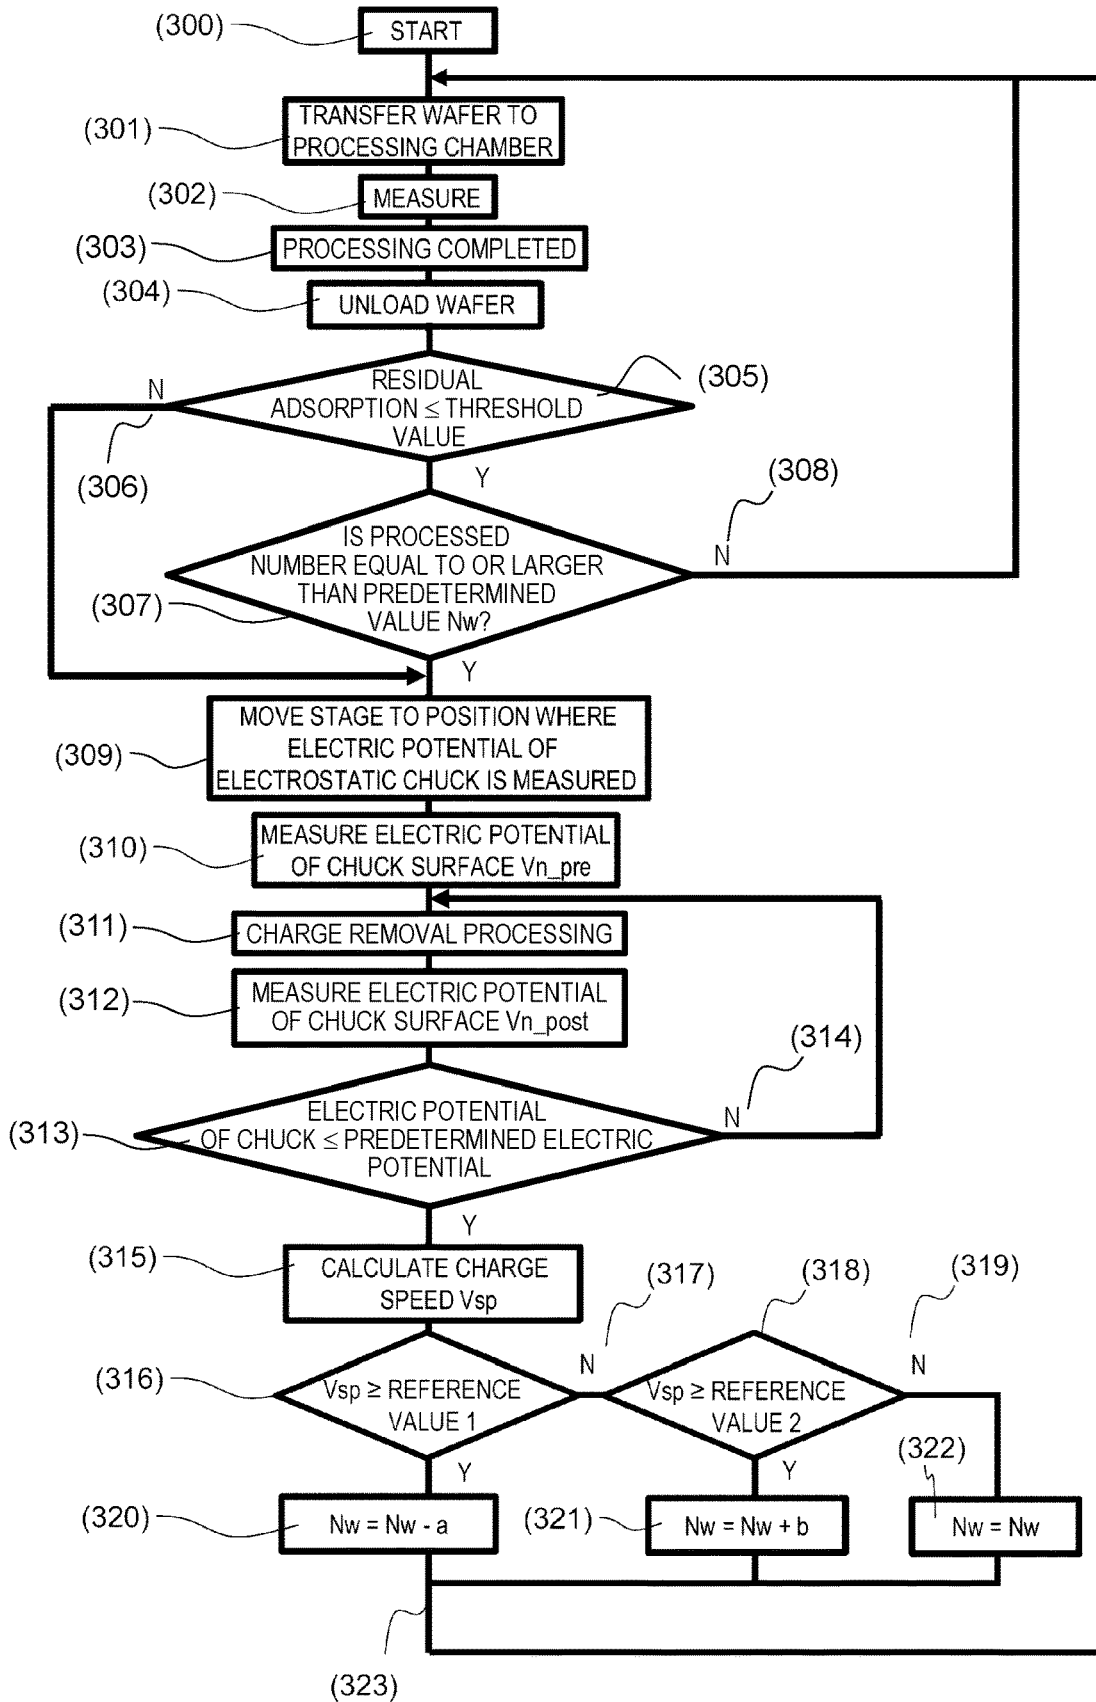 (300)
START
(301)
TRANSFER WAFER TO
PROCESSING CHAMBER
(302)
MEASURE
(303)
PROCESSING COMPLETED
(304)
UNLOAD WAFER
(305)
RESIDUAL
ADSORPTION ≤ THRESHOLD
VALUE
N
(306)
Y
(308)
N
IS PROCESSED
NUMBER EQUAL TO OR LARGER
THAN PREDETERMINED
VALUE Nw?
(307)
Y
MOVE STAGE TO POSITION WHERE
ELECTRIC POTENTIAL OF
ELECTROSTATIC CHUCK IS MEASURED
(309)
MEASURE ELECTRIC POTENTIAL
OF CHUCK SURFACE Vn_pre
(310)
(311)
CHARGE REMOVAL PROCESSING
(312)
MEASURE ELECTRIC POTENTIAL
OF CHUCK SURFACE Vn_post
(314)
N
ELECTRIC POTENTIAL
OF CHUCK ≤ PREDETERMINED ELECTRIC
POTENTIAL
(313)
Y
(315)
CALCULATE CHARGE
SPEED Vsp
(317)
(318)
(319)
N
N
(316)
Vsp ≥ REFERENCE
VALUE 1
Vsp ≥ REFERENCE
VALUE 2
Y
Y
(322)
(320)
Nw = Nw - a
(321)
Nw = Nw + b
Nw = Nw
(323)